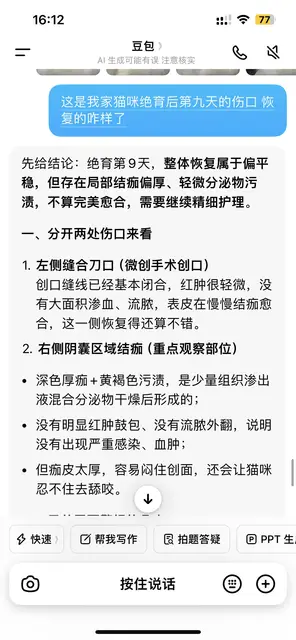 16:12
77
豆包
AI 生成可能有误 注意核实
这是我家猫咪绝育后第九天的伤口 恢
复的咋样了
先给结论：绝育第 9 天，整体恢复属于偏平
稳，但存在局部结痂偏厚、轻微分泌物污
渍，不算完美愈合，需要继续精细护理。
一、分开两处伤口来看
1. 左侧缝合刀口（微创手术创口）
创口缝线已经基本闭合，红肿很轻微，没
有大面积渗血、流脓，表皮在慢慢结痂愈
合，这一侧恢复得还算不错。
2. 右侧阴囊区域结痂（重点观察部位）
• 深色厚痂+黄褐色污渍，是少量组织渗出
液混合分泌物干燥后形成的；
• 没有明显红肿鼓包、没有流脓外翻，说明
没有出现严重感染、血肿；
• 但痂皮太厚，容易闷住创面，还会让猫咪
忍不住去舔咬。
快速
帮我写作
拍题答疑
PPT 生
按住说话